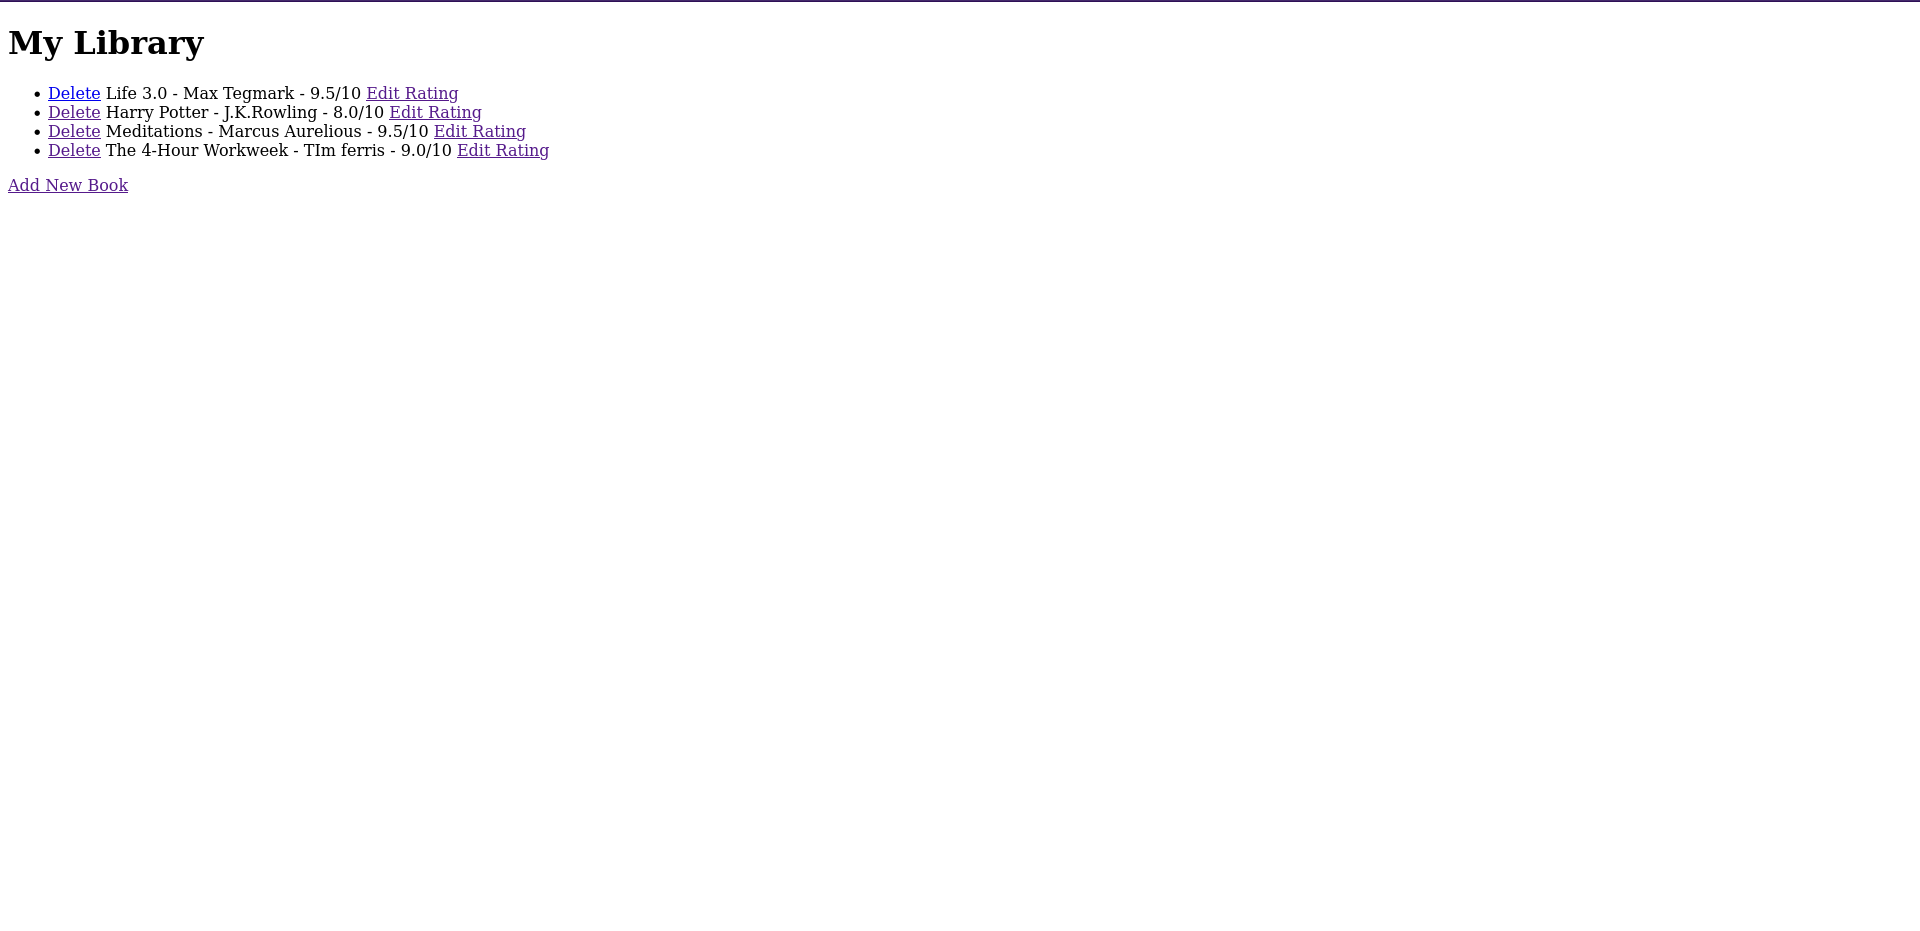 My Library
Delete Life 3.0 - Max Tegmark - 9.5/10 Edit Rating
Delete Harry Potter - J.K.Rowling - 8.0/10 Edit Rating
Delete Meditations - Marcus Aurelious - 9.5/10 Edit Rating
Delete The 4-Hour Workweek - TIm ferris - 9.0/10 Edit Rating
Add New Book